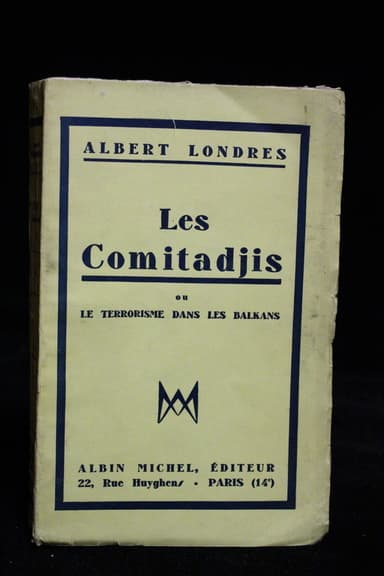 ALBERT LONDRES
Les
Comitadjis
ou
LE TERRORISME DANS LES BALKANS
ALBIN MICHEL, ÉDITEUR
22, Rue Huyghens • PARIS (14ᵉ)